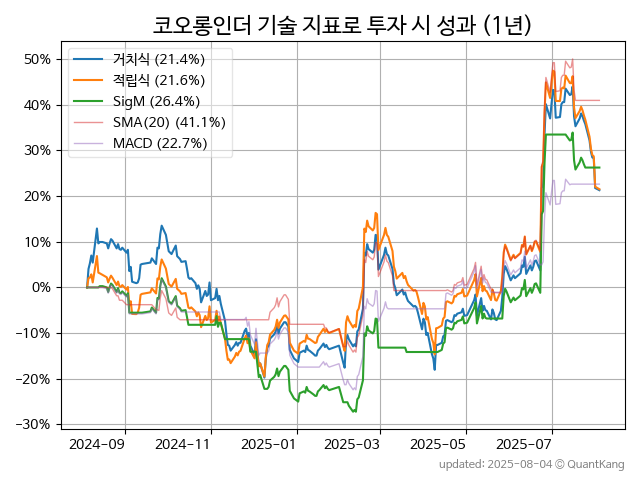 코오롱인더 기술 지표로 투자 시 성과 (1년)
50%
40%
30%
20%
10%
0%
−10%
−20%
−30%
거치식 (21.4%)
적립식 (21.6%)
SigM (26.4%)
SMA(20) (41.1%)
MACD (22.7%)
2024-09
2024-11
2025-01
2025-03
2025-05
2025-07
updated: 2025-08-04 © QuantKang